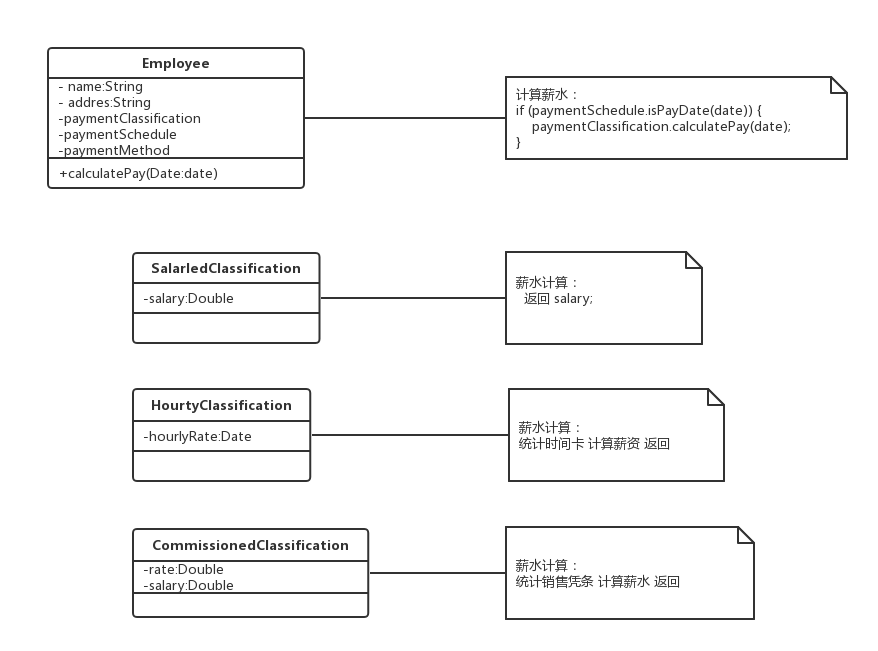 Employee
- name:String
- addres:String
-paymentClassification
-paymentSchedule
-paymentMethod
+calculatePay(Date:date)
计算薪水：
if (paymentSchedule.isPayDate(date)) {
paymentClassification.calculatePay(date);
}
SalarledClassification
-salary:Double
薪水计算：
返回 salary;
HourtyClassification
-hourlyRate:Date
薪水计算：
统计时间卡 计算薪资 返回
CommissionedClassification
-rate:Double
-salary:Double
薪水计算：
统计销售凭条 计算薪水 返回